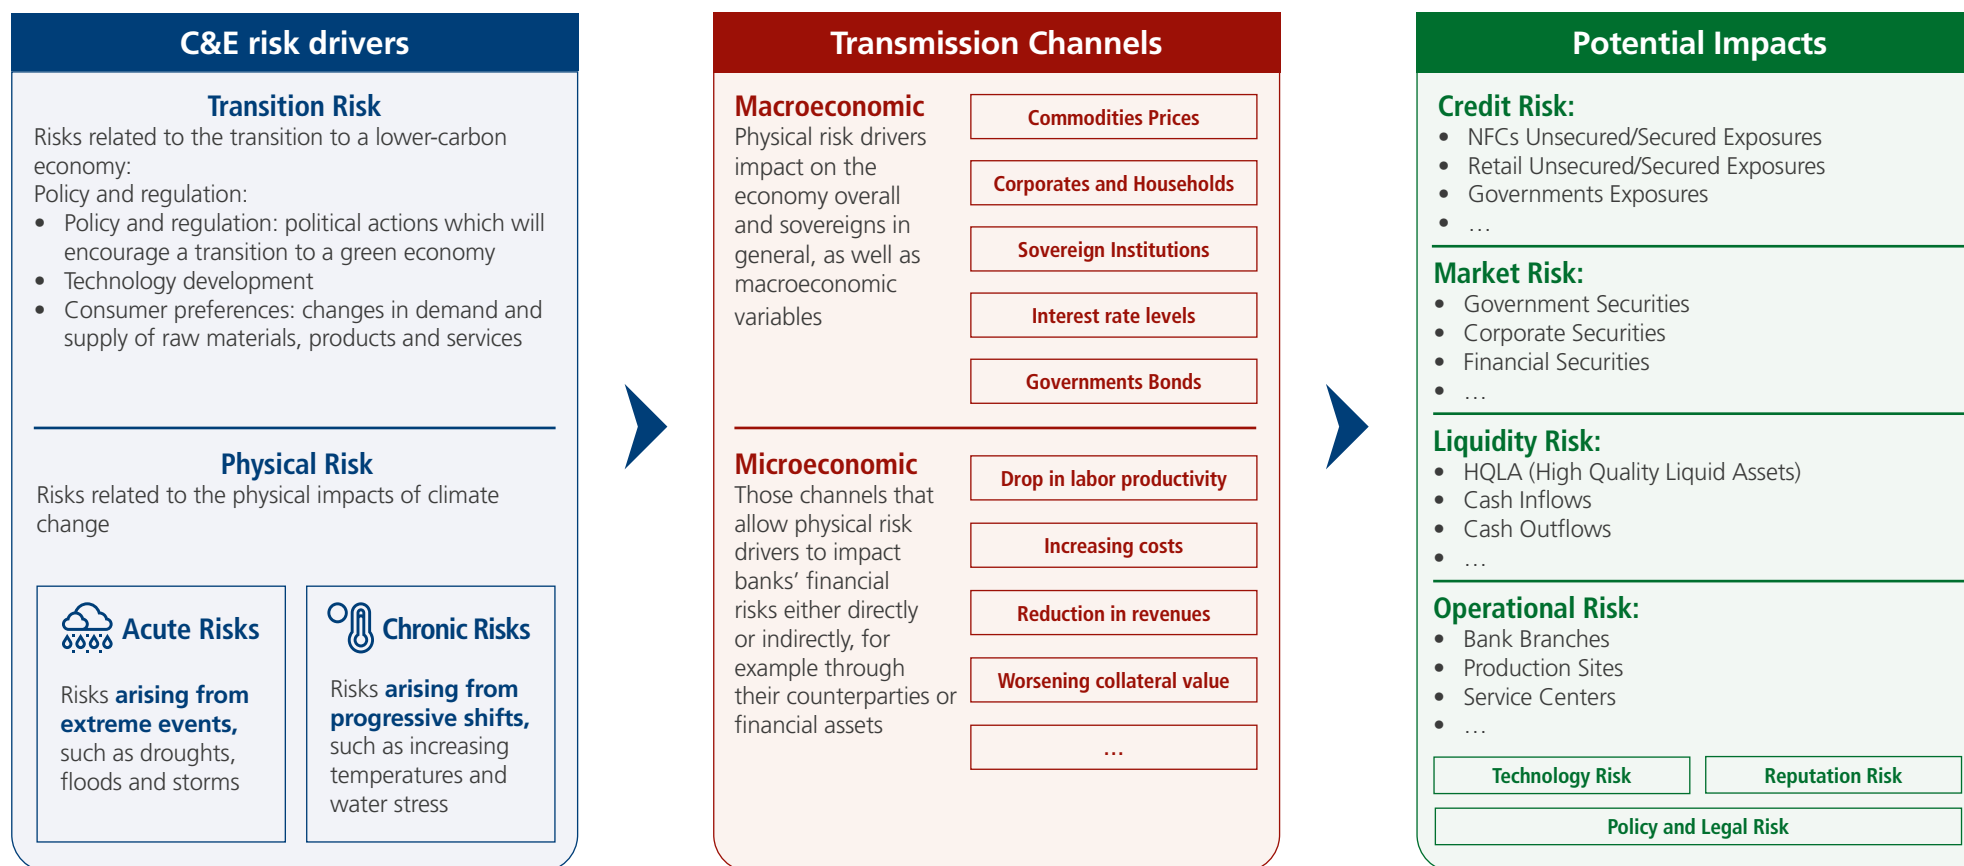 C&E risk drivers
Transition Risk
Risks related to the transition to a lower-carbon
economy:
Policy and regulation:
• Policy and regulation: political actions which will
encourage a transition to a green economy
• Technology development
• Consumer preferences: changes in demand and
supply of raw materials, products and services
Physical Risk
Risks related to the physical impacts of climate
change
Acute Risks
Risks arising from
extreme events,
such as droughts,
floods and storms
Chronic Risks
Risks arising from
progressive shifts,
such as increasing
temperatures and
water stress
Transmission Channels
Macroeconomic
Physical risk drivers
impact on the
economy overall
and sovereigns in
general, as well as
macroeconomic
variables
Commodities Prices
Corporates and Households
Sovereign Institutions
Interest rate levels
Governments Bonds
Microeconomic
Those channels that
allow physical risk
drivers to impact
banks’ financial
risks either directly
or indirectly, for
example through
their counterparties or
financial assets
Drop in labor productivity
Increasing costs
Reduction in revenues
Worsening collateral value
…
Potential Impacts
Credit Risk:
• NFCs Unsecured/Secured Exposures
• Retail Unsecured/Secured Exposures
• Governments Exposures
• …
Market Risk:
• Government Securities
• Corporate Securities
• Financial Securities
• …
Liquidity Risk:
• HQLA (High Quality Liquid Assets)
• Cash Inflows
• Cash Outflows
• …
Operational Risk:
• Bank Branches
• Production Sites
• Service Centers
• …
Technology Risk
Reputation Risk
Policy and Legal Risk